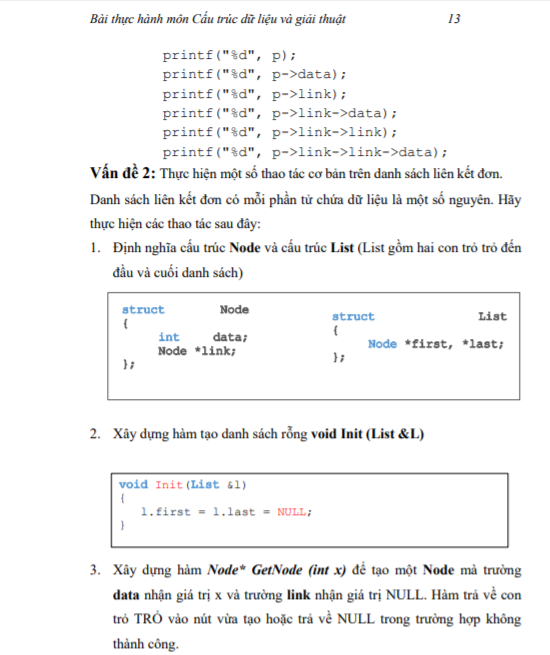 Bài thực hành môn Cấu trúc dữ liệu và giải thuật 13
printf("%d", p);
printf("%d", p->data);
printf("%d", p->link);
printf("%d", p->link->data);
printf("%d", p->link->link);
printf("%d", p->link->link->data);
Vấn đề 2: Thực hiện một số thao tác cơ bản trên danh sách liên kết đơn.
Danh sách liên kết đơn có mỗi phần tử chứa dữ liệu là một số nguyên. Hãy
thực hiện các thao tác sau đây:
1. Định nghĩa cấu trúc Node và cấu trúc List (List gồm hai con trỏ trỏ đến
đầu và cuối danh sách)
struct Node
{
int data;
Node *link;
};
struct List
{
Node *first, *last;
};
2. Xây dựng hàm tạo danh sách rỗng void Init (List &L)
void Init(List &l)
{
l.first = l.last = NULL;
}
3. Xây dựng hàm Node* GetNode (int x) để tạo một Node mà trường
data nhận giá trị x và trường link nhận giá trị NULL. Hàm trả về con
trỏ TRỎ vào nút vừa tạo hoặc trả về NULL trong trường hợp không
thành công.